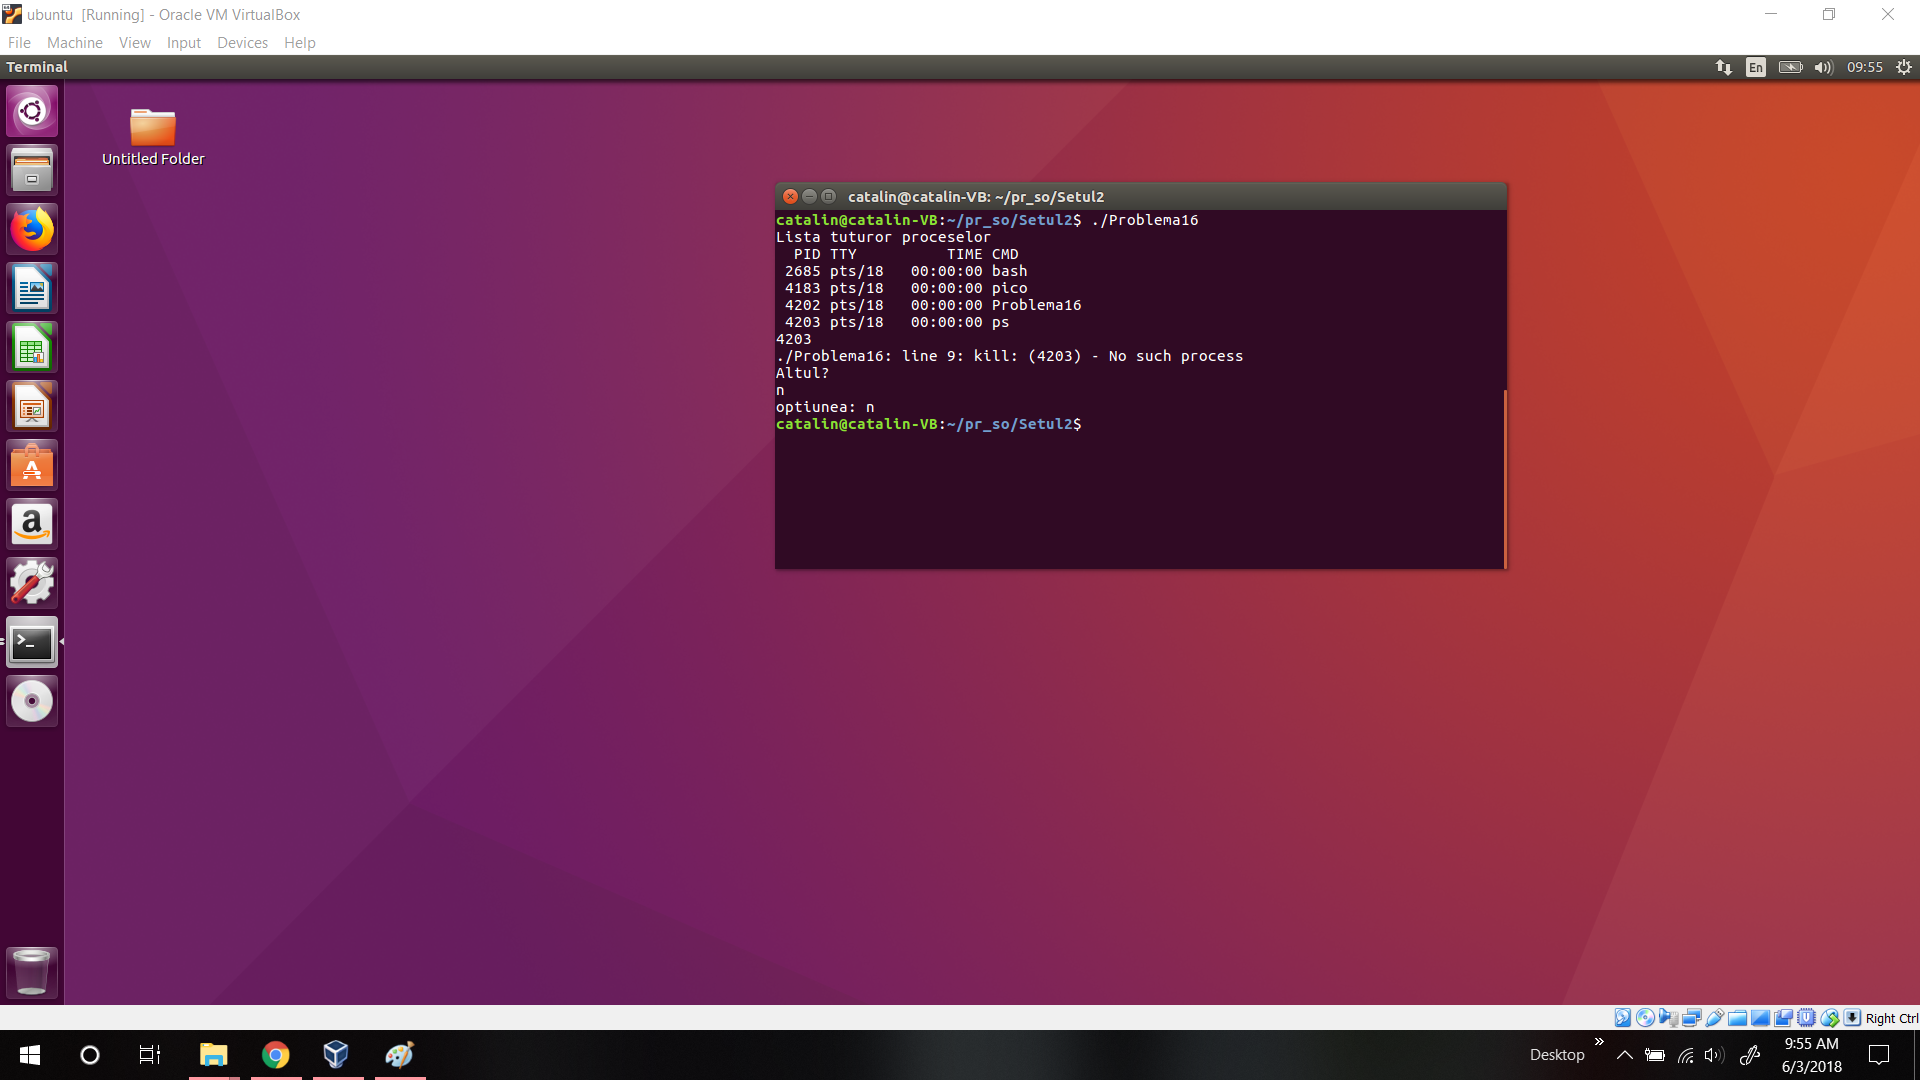 ubuntu [Running] - Oracle VM VirtualBox
File Machine View Input Devices Help
Terminal
En
09:55
Untitled Folder
catalin@catalin-VB: ~/pr_so/Setul2
catalin@catalin-VB:~/pr_so/Setul2$ ./Problema16
Lista tuturor proceselor
  PID TTY          TIME CMD
 2685 pts/18   00:00:00 bash
 4183 pts/18   00:00:00 pico
 4202 pts/18   00:00:00 Problema16
 4203 pts/18   00:00:00 ps
4203
./Problema16: line 9: kill: (4203) - No such process
Altul?
n
optiunea: n
catalin@catalin-VB:~/pr_so/Setul2$
Right Ctrl
Desktop
9:55 AM
6/3/2018